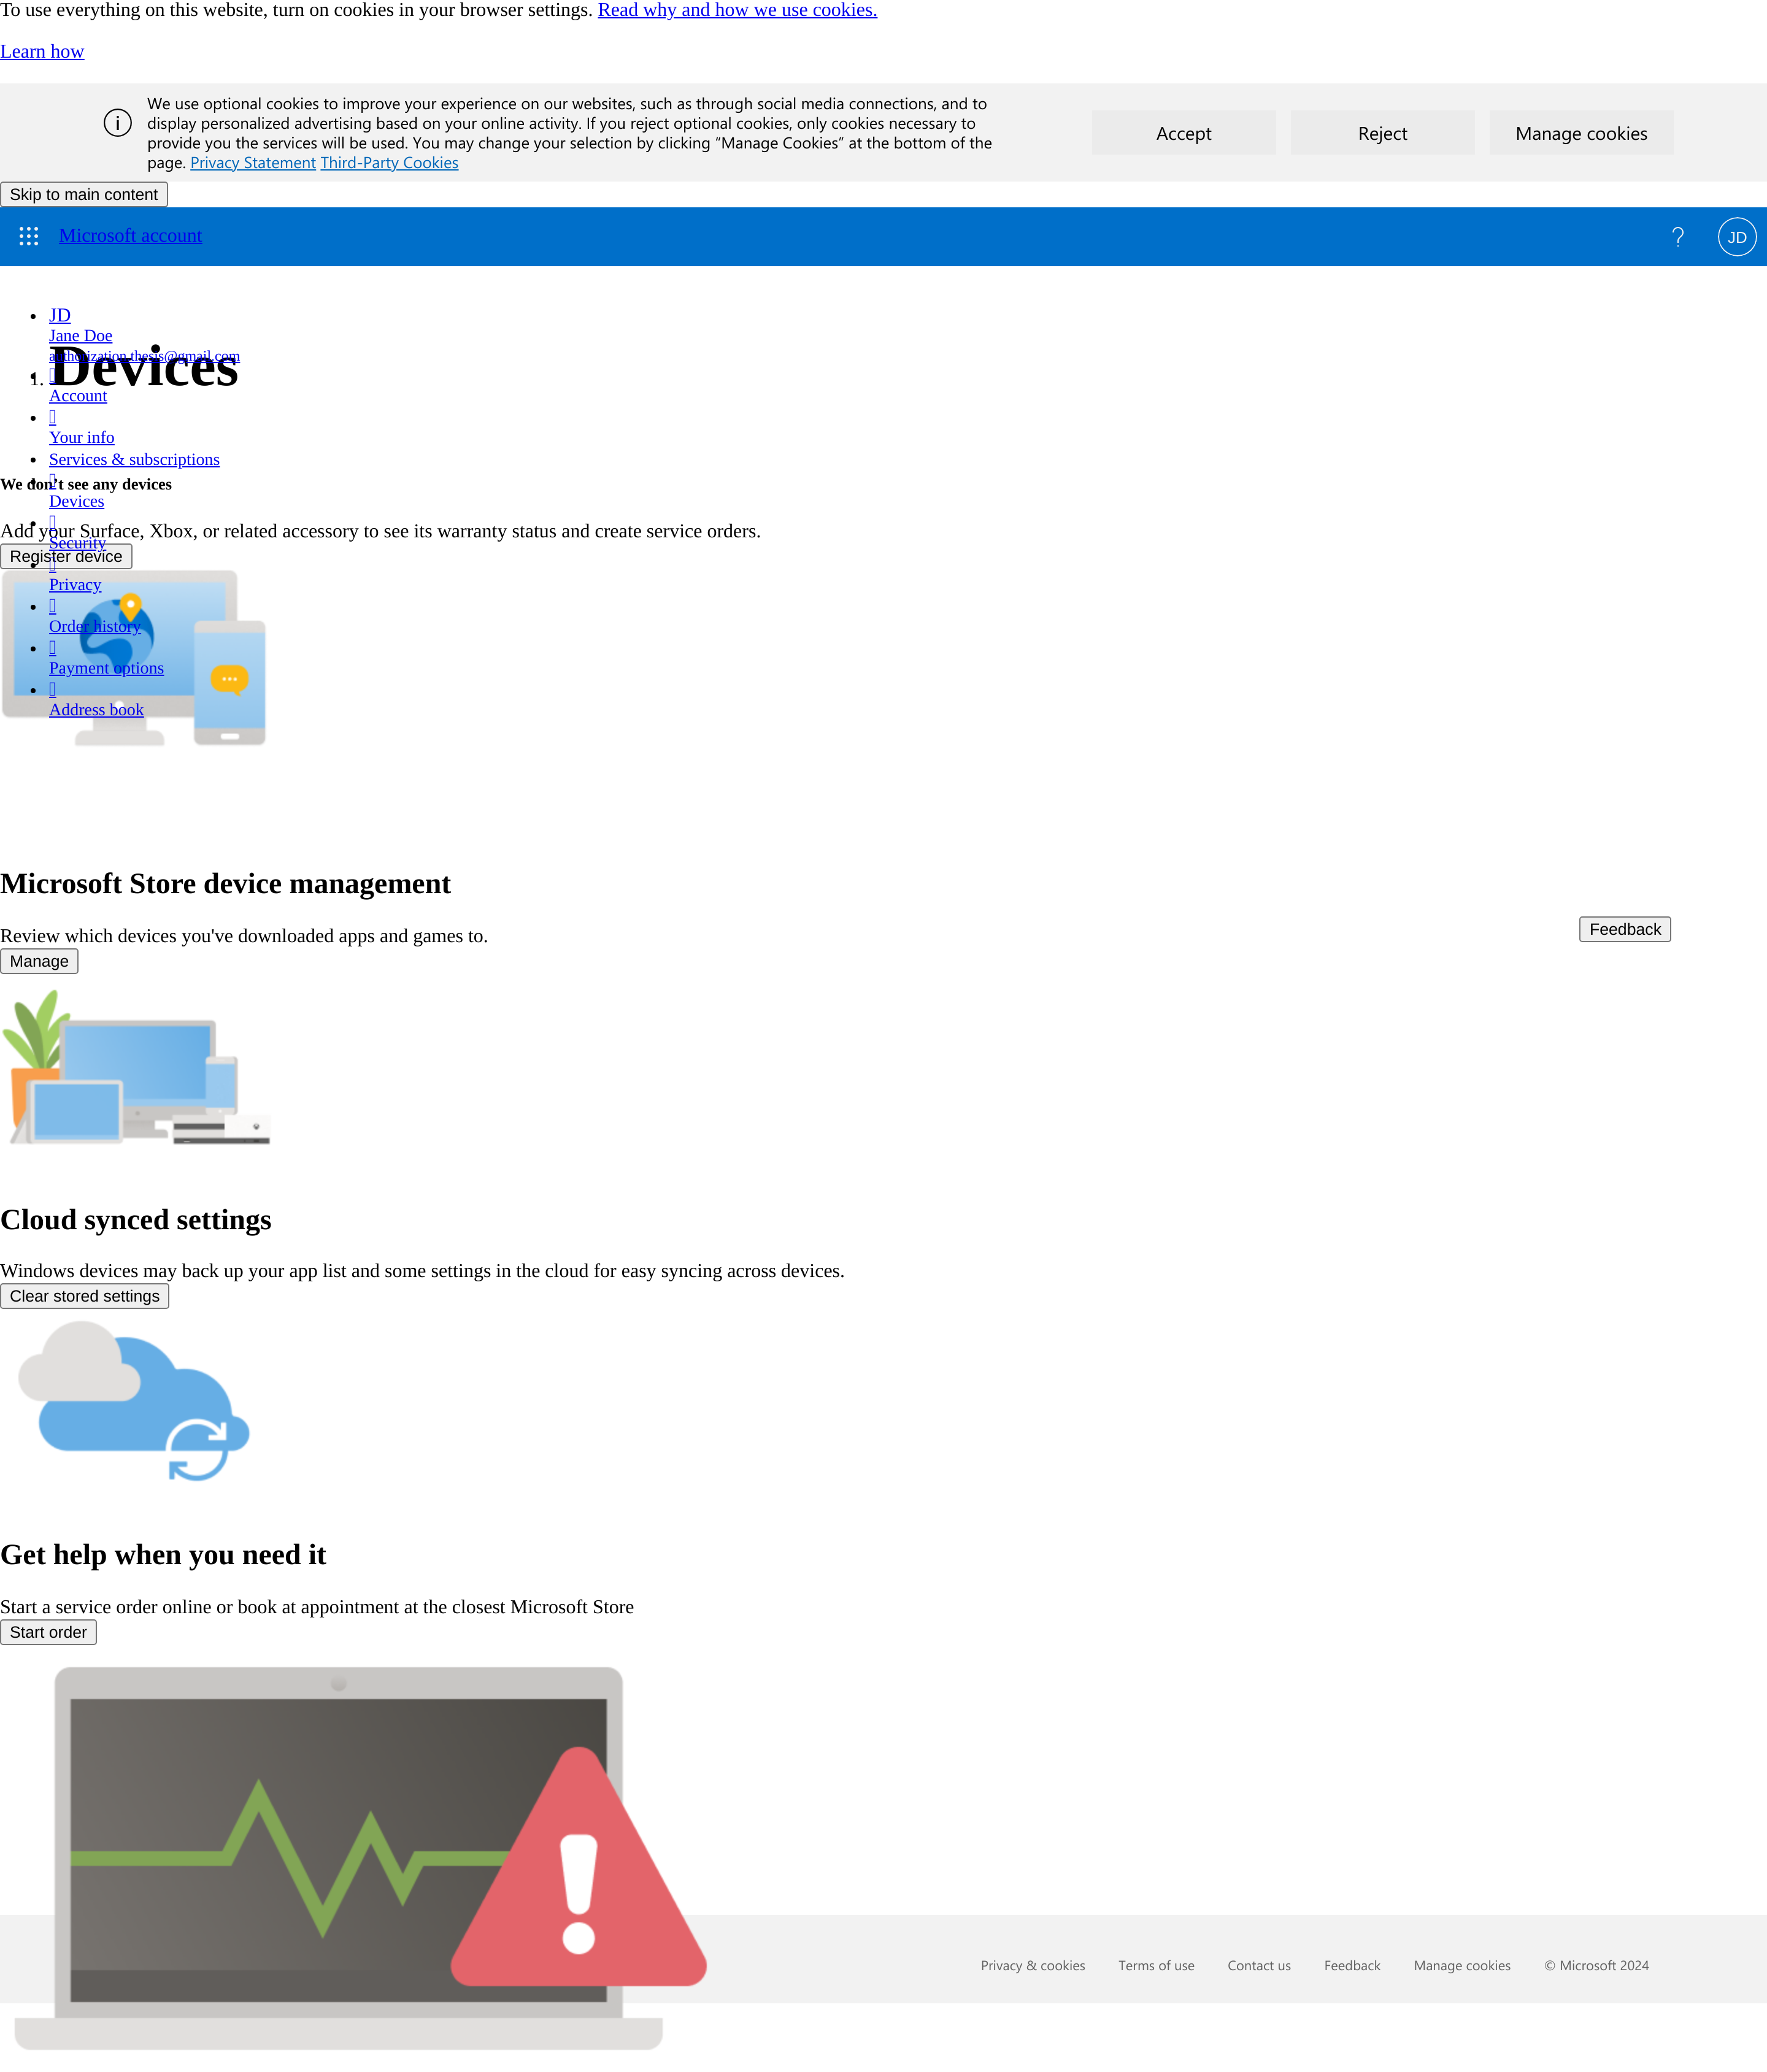 To use everything on this website, turn on cookies in your browser settings. Read why and how we use cookies.
Learn how
We use optional cookies to improve your experience on our websites, such as through social media connections, and to
display personalized advertising based on your online activity. If you reject optional cookies, only cookies necessary to
provide you the services will be used. You may change your selection by clicking “Manage Cookies” at the bottom of the
page. Privacy Statement Third-Party Cookies
Accept
Reject
Manage cookies
Skip to main content
Microsoft account
JD
JD
Jane Doe
authorization.thesis@gmail.com
1. Devices
Account
Your info
Services & subscriptions
We don't see any devices
Devices
Add your Surface, Xbox, or related accessory to see its warranty status and create service orders.
Security
Register device
Privacy
Order history
Payment options
Address book
Microsoft Store device management
Review which devices you've downloaded apps and games to.
Feedback
Manage
Cloud synced settings
Windows devices may back up your app list and some settings in the cloud for easy syncing across devices.
Clear stored settings
Get help when you need it
Start a service order online or book at appointment at the closest Microsoft Store
Start order
Privacy & cookies
Terms of use
Contact us
Feedback
Manage cookies
© Microsoft 2024